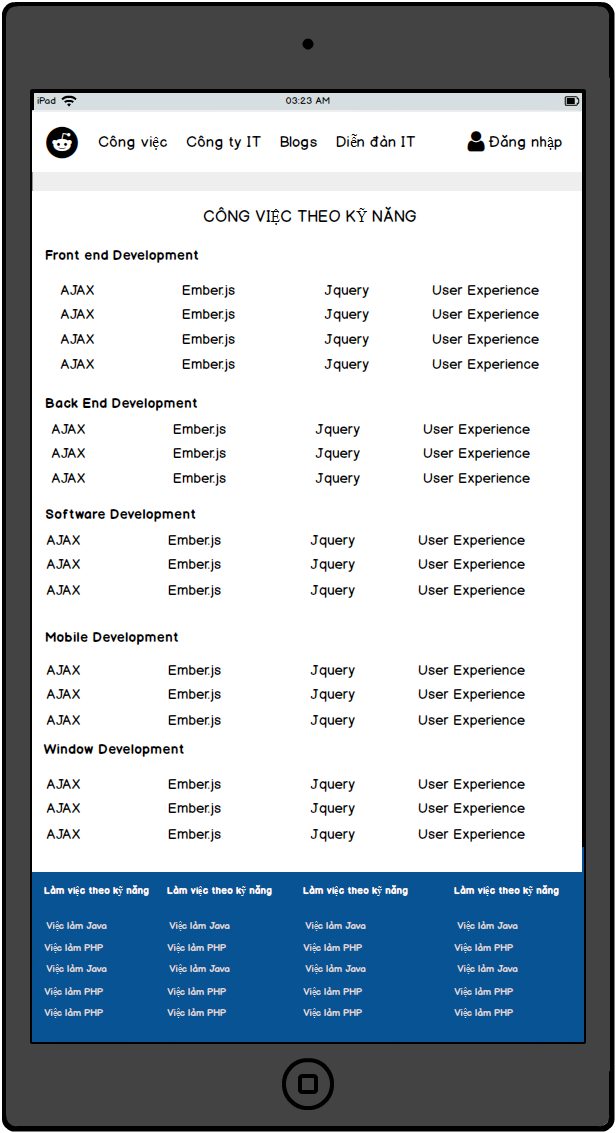 iPad 03:23 AM
Công việc Công ty IT Blogs Diễn đàn IT Đăng nhập
CÔNG VIỆC THEO KỸ NĂNG
Front end Development
AJAX Ember.js Jquery User Experience
AJAX Ember.js Jquery User Experience
AJAX Ember.js Jquery User Experience
AJAX Ember.js Jquery User Experience
Back End Development
AJAX Ember.js Jquery User Experience
AJAX Ember.js Jquery User Experience
AJAX Ember.js Jquery User Experience
Software Development
AJAX Ember.js Jquery User Experience
AJAX Ember.js Jquery User Experience
AJAX Ember.js Jquery User Experience
Mobile Development
AJAX Ember.js Jquery User Experience
AJAX Ember.js Jquery User Experience
AJAX Ember.js Jquery User Experience
Window Development
AJAX Ember.js Jquery User Experience
AJAX Ember.js Jquery User Experience
AJAX Ember.js Jquery User Experience
Làm việc theo kỹ năng Làm việc theo kỹ năng Làm việc theo kỹ năng Làm việc theo kỹ năng
Việc làm Java Việc làm Java Việc làm Java Việc làm Java
Việc làm PHP Việc làm PHP Việc làm PHP Việc làm PHP
Việc làm Java Việc làm Java Việc làm Java Việc làm Java
Việc làm PHP Việc làm PHP Việc làm PHP Việc làm PHP
Việc làm PHP Việc làm PHP Việc làm PHP Việc làm PHP